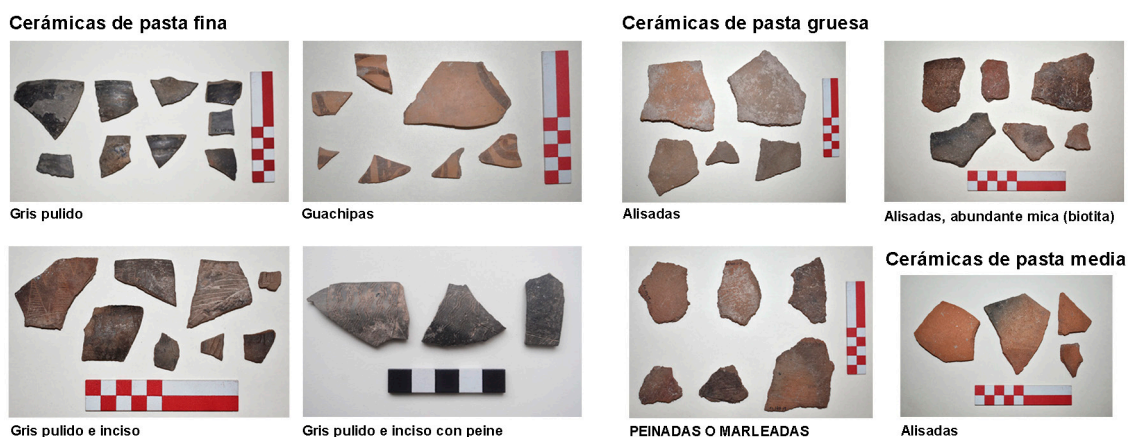 Cerámicas de pasta fina
Cerámicas de pasta gruesa
Gris pulido
Guachipas
Alisadas
Alisadas, abundante mica (biotita)
Cerámicas de pasta media
Gris pulido e inciso
Gris pulido e inciso con peine
PEINADAS O MARLEADAS
Alisadas